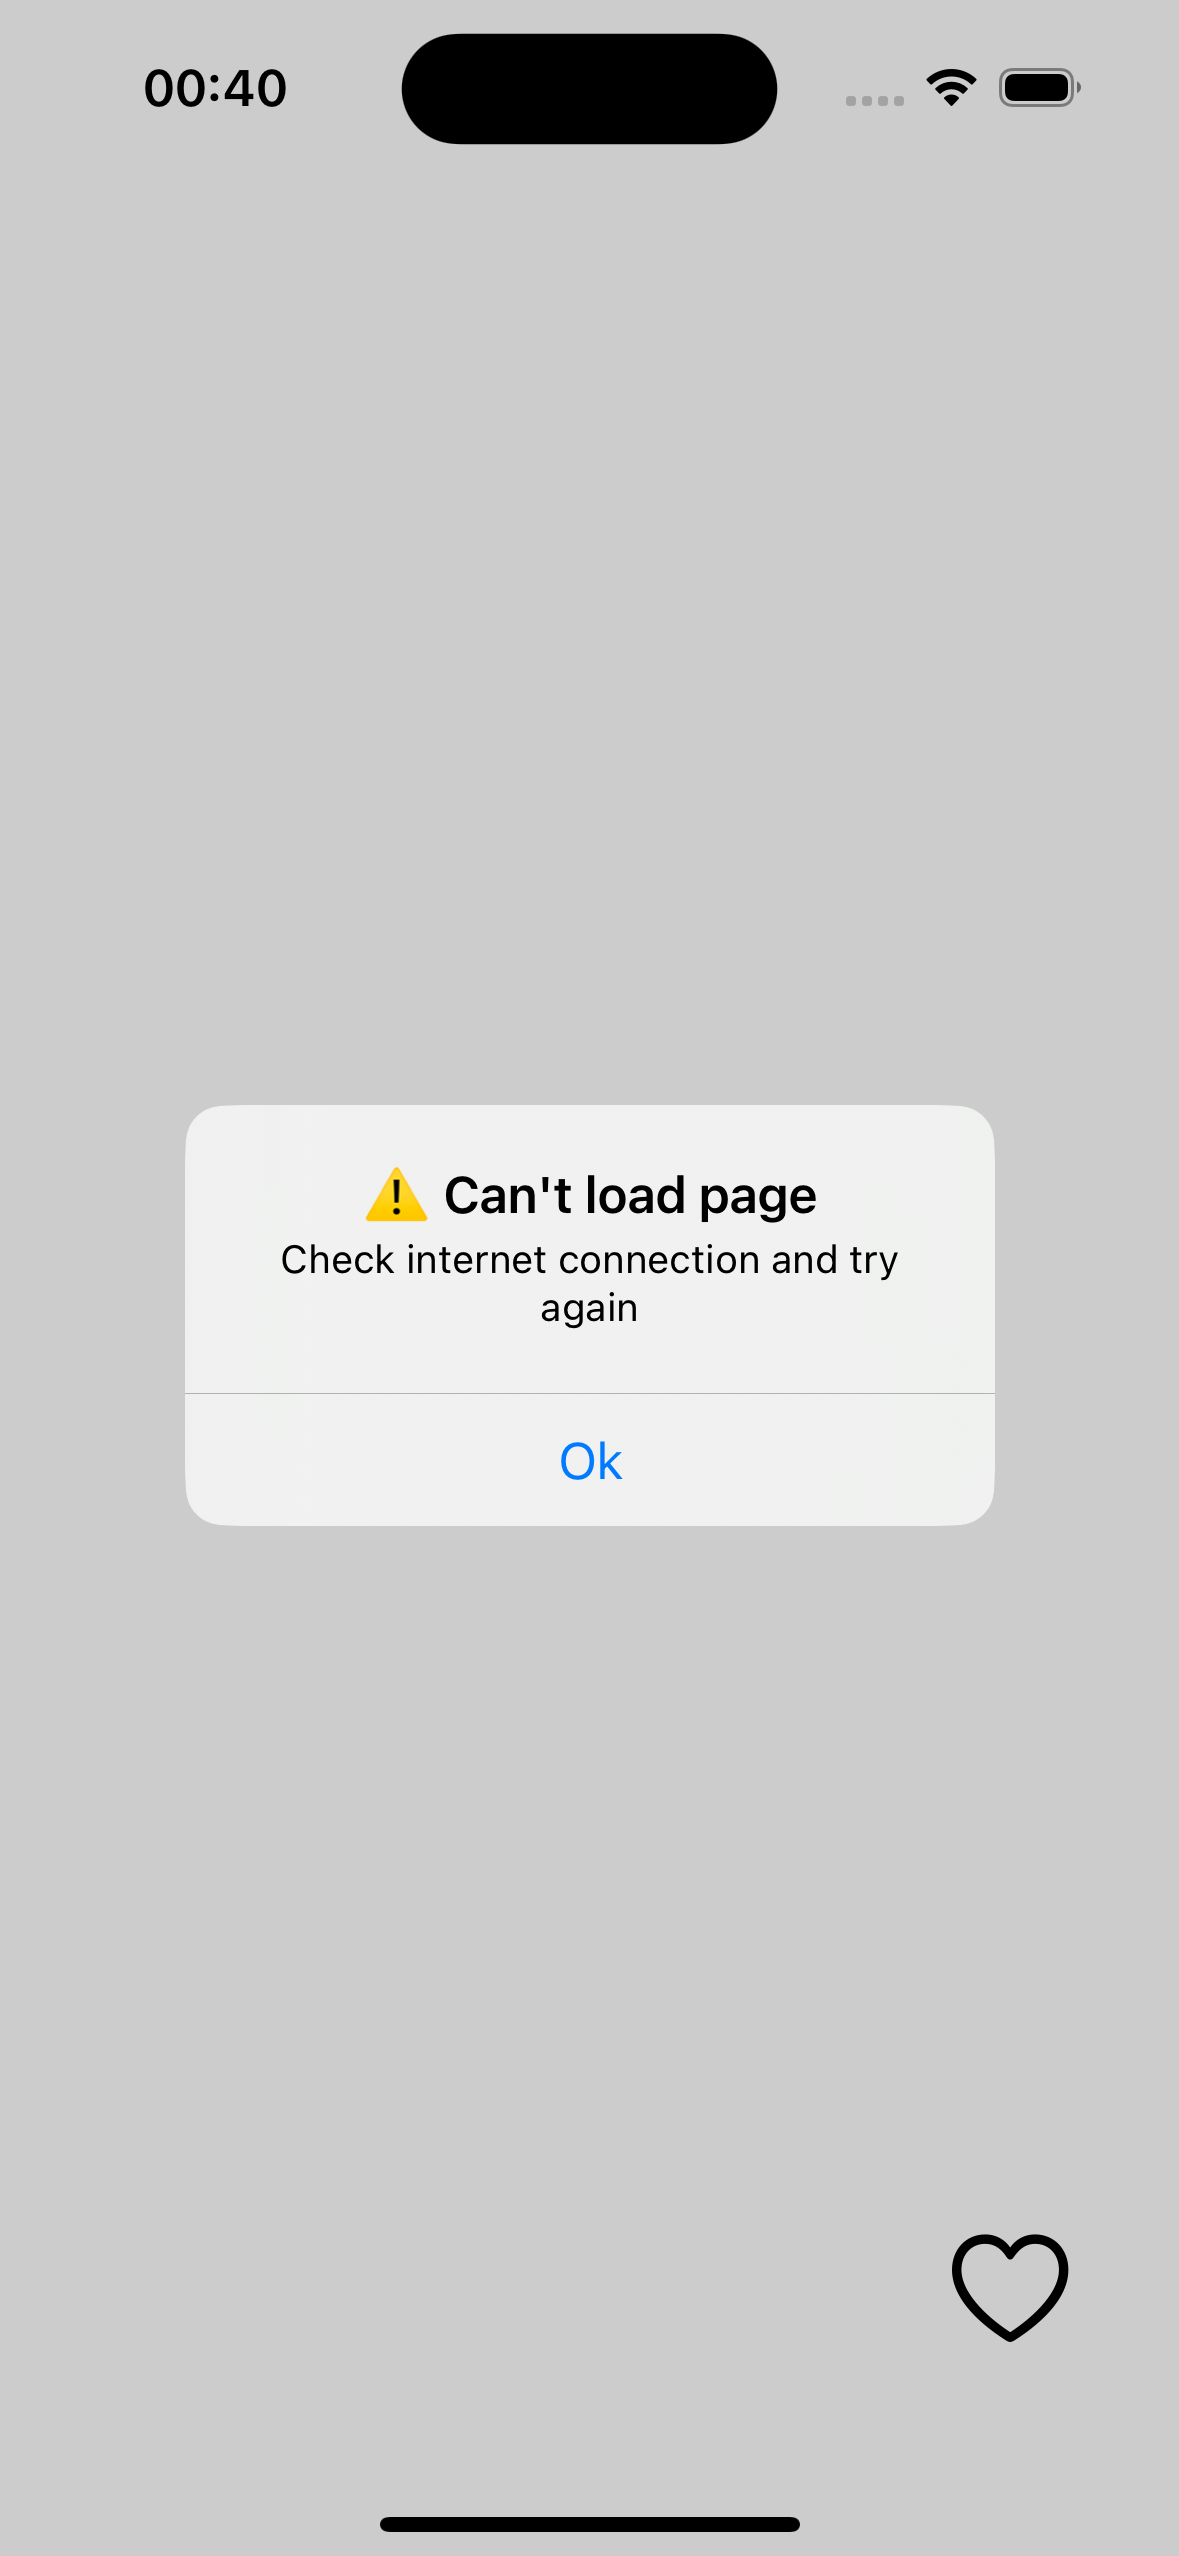 00:40
⚠️ Can't load page
Check internet connection and try
again
Ok